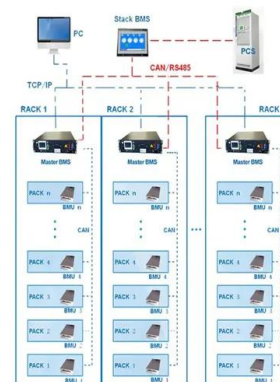 PC
Stack BMS
PCS
CAN/RS485
TCP/IP
RACK 1
RACK 2
RACK
Master BMS
Master BMS
Master BMS
PACK n
PACK n
PACK n
BMU n
BMU n
BMU n
CAN
CAN
CAN
PACK 4
PACK 4
PACK 4
BMU 4
BMU 4
PACK 3
PACK 3
PACK 3
BMU 3
BMU 3
PACK 2
PACK 2
PACK 2
BMU 2
BMU 2
PACK 1
PACK 1
PACK 1